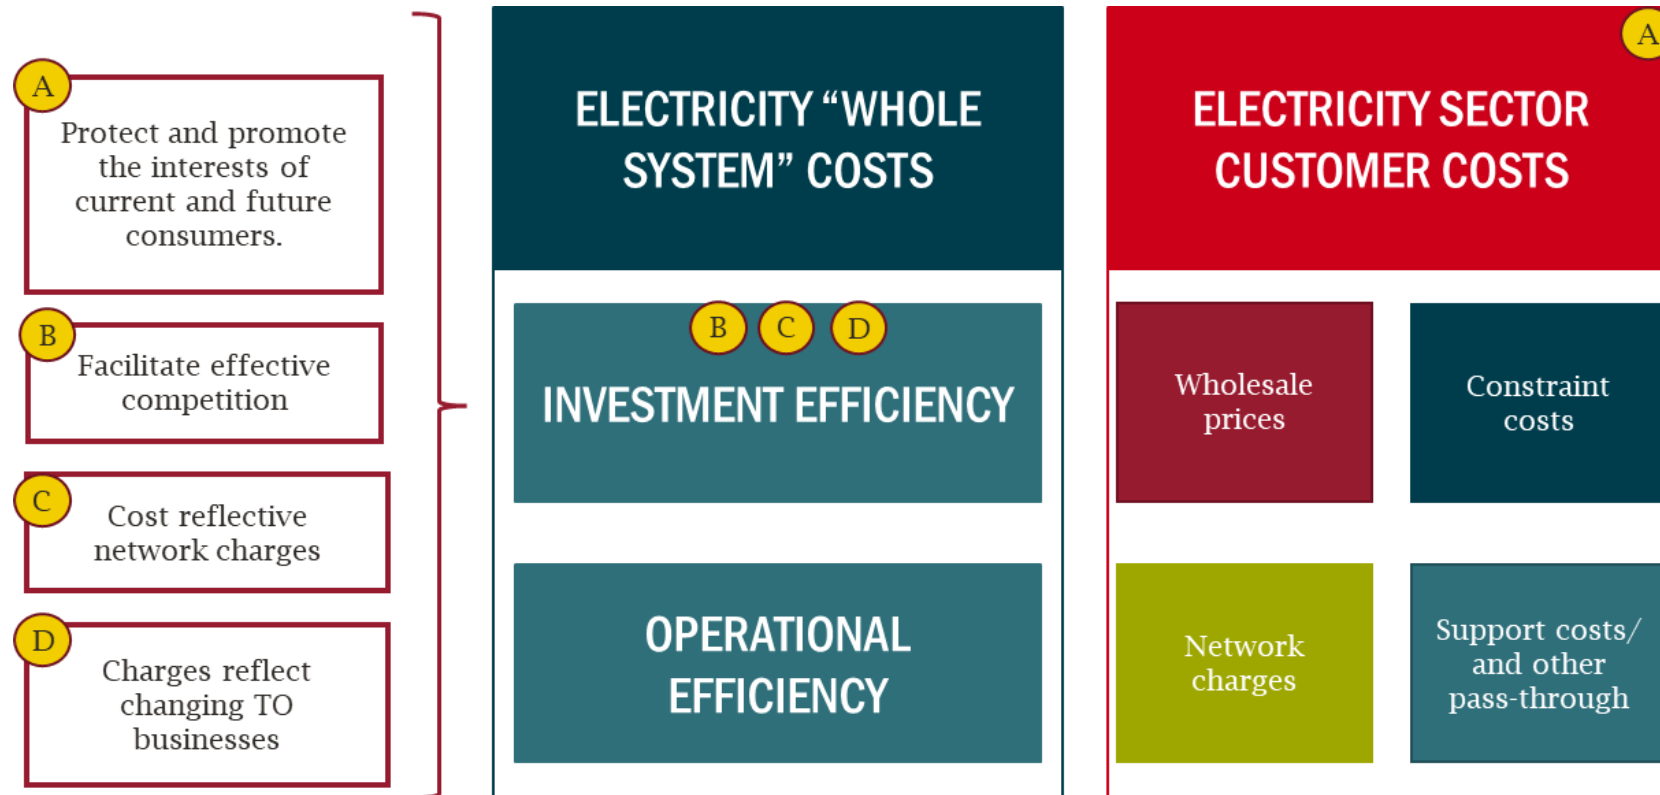 A
Protect and promote
the interests of
current and future
consumers.
B
Facilitate effective
competition
C
Cost reflective
network charges
D
Charges reflect
changing TO
businesses
ELECTRICITY “WHOLE
SYSTEM” COSTS
B C D
INVESTMENT EFFICIENCY
OPERATIONAL
EFFICIENCY
A
ELECTRICITY SECTOR
CUSTOMER COSTS
Wholesale
prices
Constraint
costs
Network
charges
Support costs/
and other
pass-through